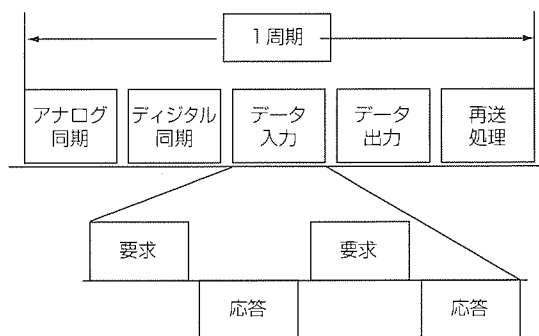 1周期
アナログ
同期
ディジタル
同期
データ
入力
データ
出力
再送
処理
要求
要求
応答
応答